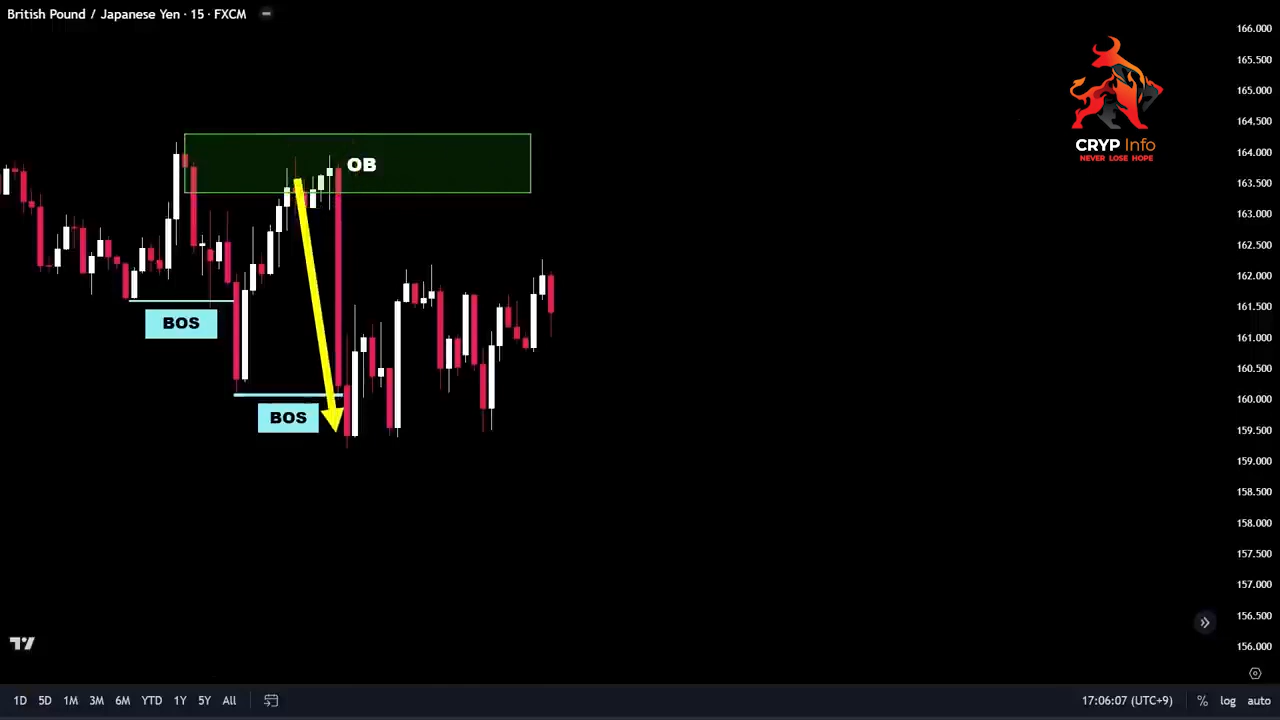 British Pound / Japanese Yen · 15 · FXCM
166.000
165.500
165.000
164.500
164.000
163.500
163.000
162.500
162.000
161.500
161.000
160.500
160.000
159.500
159.000
158.500
158.000
157.500
157.000
156.500
156.000
CRYP Info
NEVER LOSE HOPE
OB
BOS
BOS
1D 5D 1M 3M 6M YTD 1Y 5Y All
17:06:07 (UTC+9) % log auto